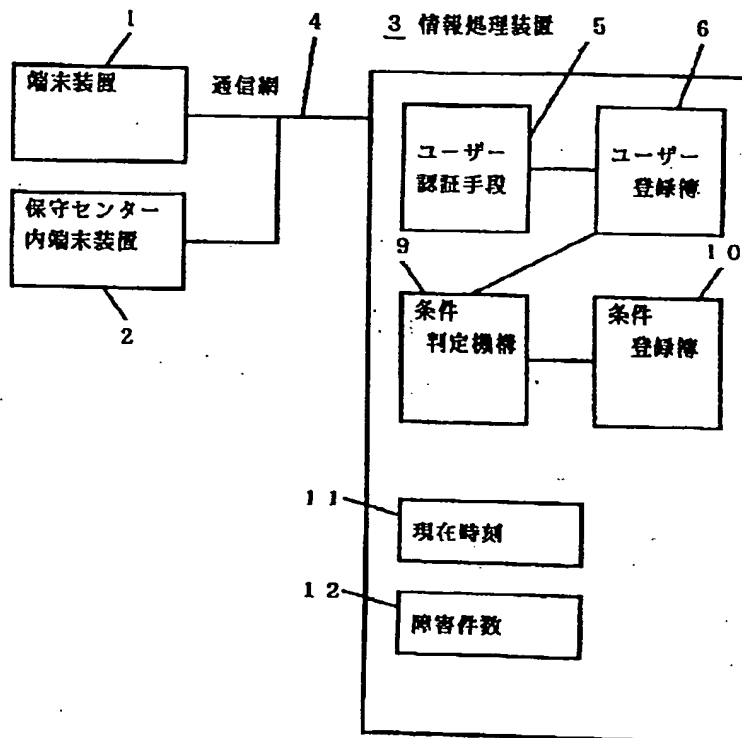 1
4
3 情報処理装置
5
6
端末装置
通信網
ユーザー
認証手段
ユーザー
登録簿
保守センター
内端末装置
2
9
10
条件
判定機構
条件
登録簿
11
現在時刻
12
障害件数